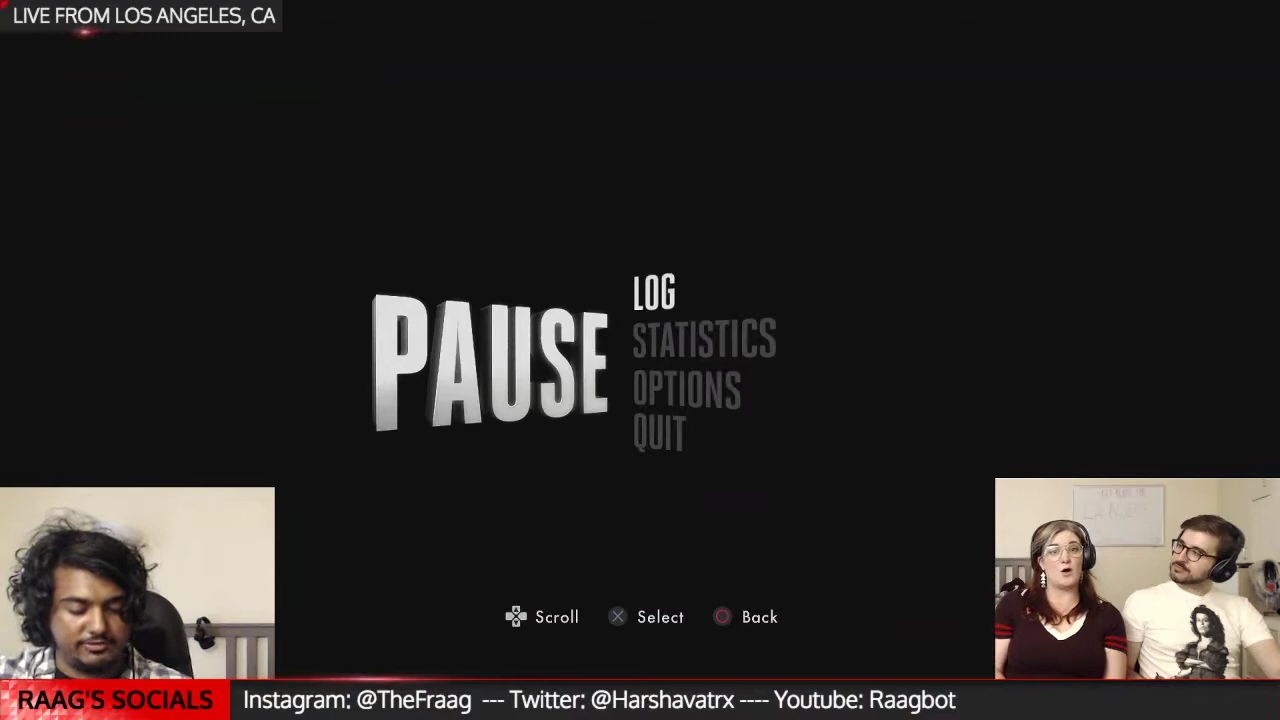 LIVE FROM LOS ANGELES, CA
PAUSE
LOG
STATISTICS
OPTIONS
QUIT
Scroll
Select
Back
RAAG'S SOCIALS
Instagram: @TheFraag --- Twitter: @Harshavatrx ---- Youtube: Raagbot